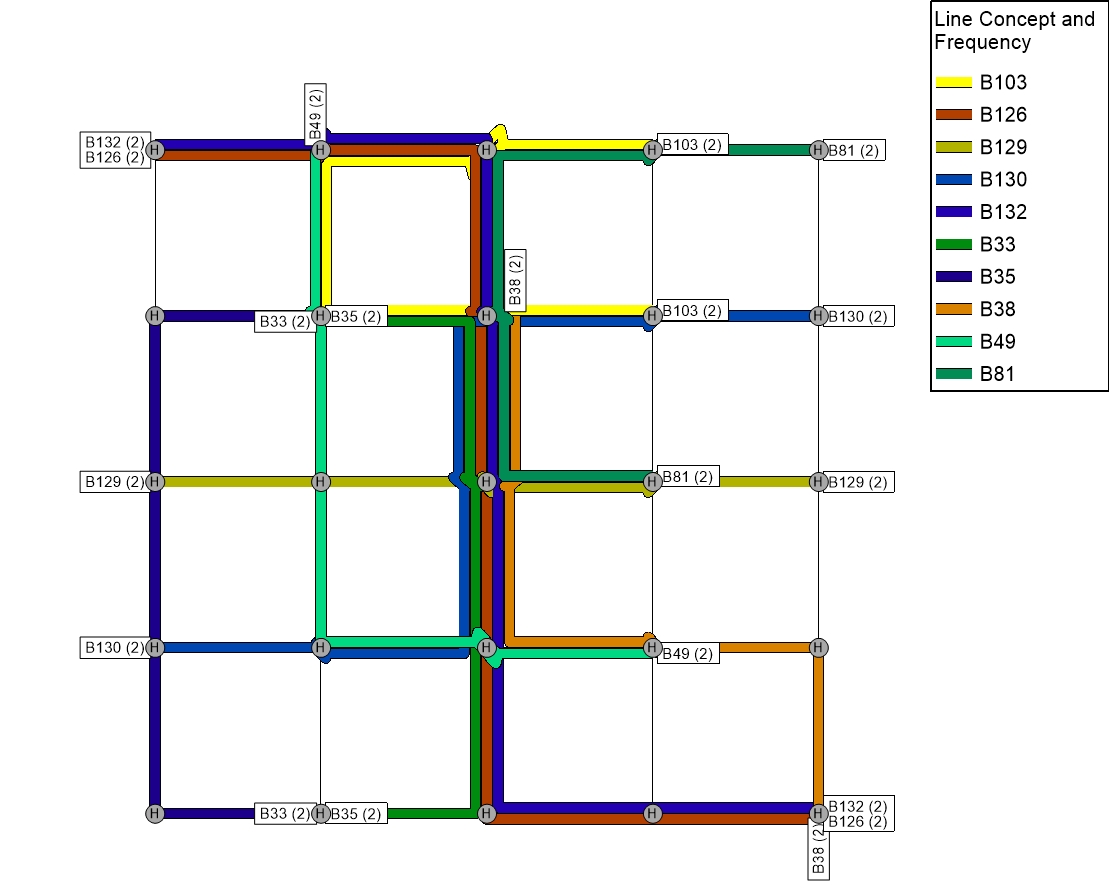 Line Concept and
Frequency
B103
B126
B129
B130
B132
B33
B35
B38
B49
B81
B49 (2)
B132 (2)
B126 (2)
H
H
H
H
B103 (2)
H
B81 (2)
B38 (2)
H
B33 (2)
H
B35 (2)
H
H
B103 (2)
H
B130 (2)
B129 (2)
H
H
H
H
B81 (2)
H
B129 (2)
B130 (2)
H
H
H
H
B49 (2)
H
H
B33 (2)
H
B35 (2)
H
H
H
B132 (2)
B126 (2)
B38 (2)